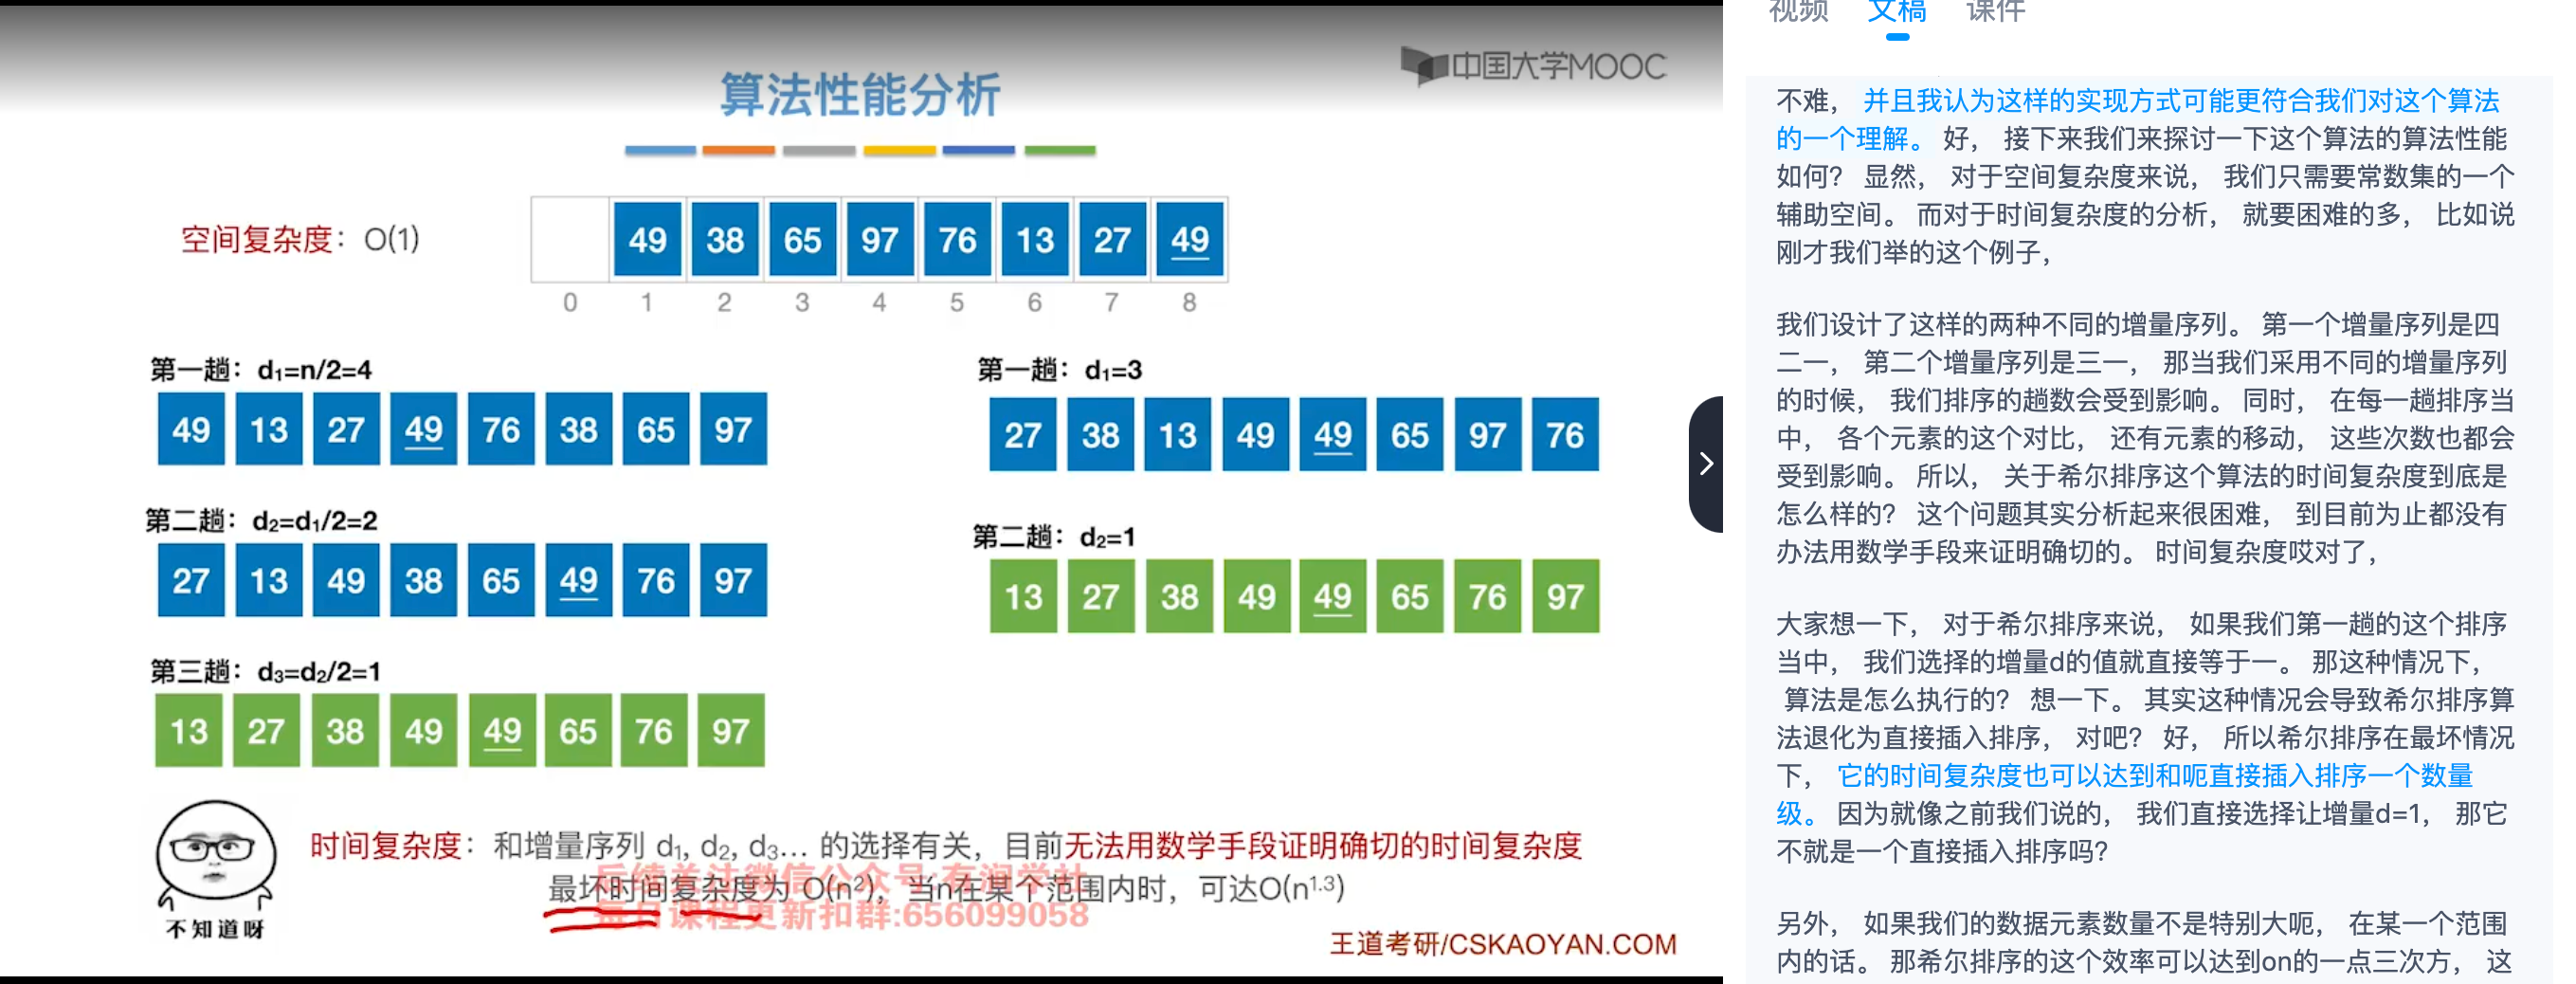 算法性能分析
中国大学MOOC
空间复杂度：O(1)
49 38 65 97 76 13 27 49
0 1 2 3 4 5 6 7 8
第一趟：d₁=n/2=4
49 13 27 49 76 38 65 97
第二趟：d₂=d₁/2=2
27 13 49 38 65 49 76 97
第三趟：d₃=d₂/2=1
13 27 38 49 49 65 76 97
第一趟：d₁=3
27 38 13 49 49 65 97 76
第二趟：d₂=1
13 27 38 49 49 65 76 97
不知道呀
时间复杂度：和增量序列 d₁, d₂, d₃... 的选择有关，目前无法用数学手段证明确切的时间复杂度
最坏时间复杂度为 O(n²)，当n在某个范围内时，可达O(n¹·³)
后续关注微信公众号:有润学社
每日课程更新扣群:656099058
王道考研/CSKAOYAN.COM
视频 文稿 课件
不难， 并且我认为这样的实现方式可能更符合我们对这个算法
的一个理解。 好， 接下来我们来探讨一下这个算法的算法性能
如何？ 显然， 对于空间复杂度来说， 我们只需要常数集的一个
辅助空间。 而对于时间复杂度的分析， 就要困难的多， 比如说
刚才我们举的这个例子，
我们设计了这样的两种不同的增量序列。 第一个增量序列是四
二一， 第二个增量序列是三一， 那当我们采用不同的增量序列
的时候， 我们排序的趟数会受到影响。 同时， 在每一趟排序当
中， 各个元素的这个对比， 还有元素的移动， 这些次数也都会
受到影响。 所以， 关于希尔排序这个算法的时间复杂度到底是
怎么样的？ 这个问题其实分析起来很困难， 到目前为止都没有
办法用数学手段来证明确切的。 时间复杂度哎对了，
大家想一下， 对于希尔排序来说， 如果我们第一趟的这个排序
当中， 我们选择的增量d的值就直接等于一。 那这种情况下，
算法是怎么执行的？ 想一下。 其实这种情况会导致希尔排序算
法退化为直接插入排序， 对吧？ 好， 所以希尔排序在最坏情况
下， 它的时间复杂度也可以达到和呃直接插入排序一个数量
级。 因为就像之前我们说的， 我们直接选择让增量d=1， 那它
不就是一个直接插入排序吗？
另外， 如果我们的数据元素数量不是特别大呃， 在某一个范围
内的话。 那希尔排序的这个效率可以达到on的一点三次方， 这